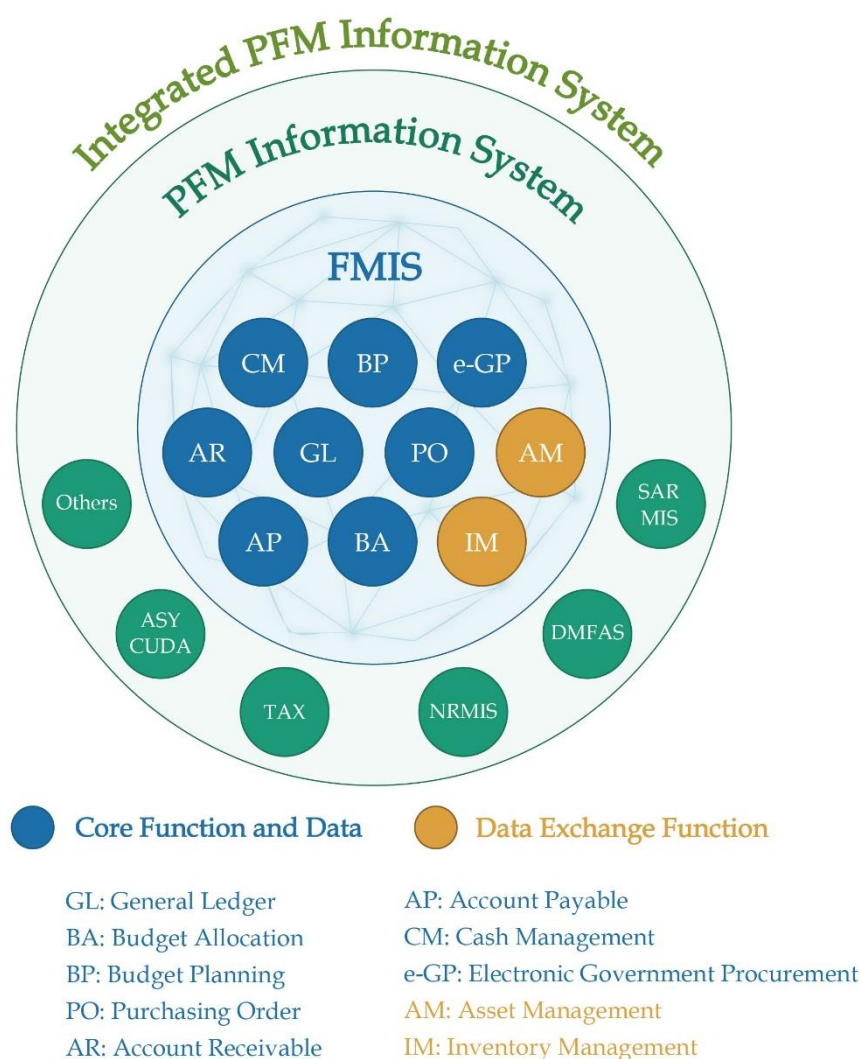 Integrated PFM Information System
PFM Information System
FMIS
CM
BP
e-GP
AR
GL
PO
AM
AP
BA
IM
Others
SAR
MIS
ASY
CUDA
DMFAS
TAX
NRMIS
Core Function and Data
Data Exchange Function
GL: General Ledger
BA: Budget Allocation
BP: Budget Planning
PO: Purchasing Order
AR: Account Receivable
AP: Account Payable
CM: Cash Management
e-GP: Electronic Government Procurement
AM: Asset Management
IM: Inventory Management